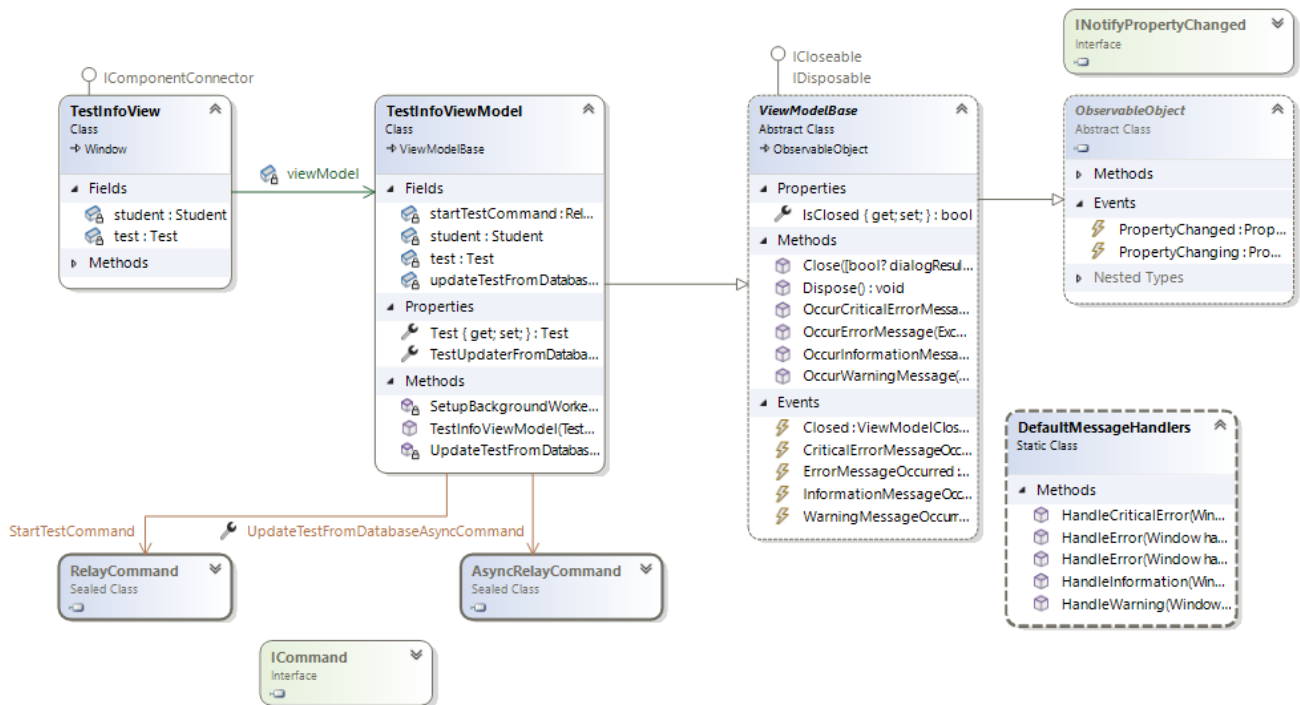 INotifyPropertyChanged
Interface
IComponentConnector
TestInfoView
Class
Window
Fields
student : Student
test : Test
Methods
viewModel
TestInfoViewModel
Class
ViewModelBase
Fields
startTestCommand : Rel...
student : Student
test : Test
updateTestFromDatabas...
Properties
Test { get; set; } : Test
TestUpdaterFromDataba...
Methods
SetupBackgroundWorke...
TestInfoViewModel(Test...
UpdateTestFromDatabas...
ICloseable
IDisposable
ViewModelBase
Abstract Class
ObservableObject
Properties
IsClosed { get; set; } : bool
Methods
Close([bool? dialogResul...
Dispose() : void
OccurCriticalErrorMessa...
OccurErrorMessage(Exc...
OccurInformationMessa...
OccurWarningMessage(...
Events
Closed : ViewModelClos...
CriticalErrorMessageOcc...
ErrorMessageOccurred :...
InformationMessageOcc...
WarningMessageOccurr...
ObservableObject
Abstract Class
Methods
Events
PropertyChanged : Prop...
PropertyChanging : Pro...
Nested Types
DefaultMessageHandlers
Static Class
Methods
HandleCriticalError(Win...
HandleError(Window ha...
HandleError(Window ha...
HandleInformation(Win...
HandleWarning(Window...
StartTestCommand
UpdateTestFromDatabaseAsyncCommand
RelayCommand
Sealed Class
AsyncRelayCommand
Sealed Class
ICommand
Interface